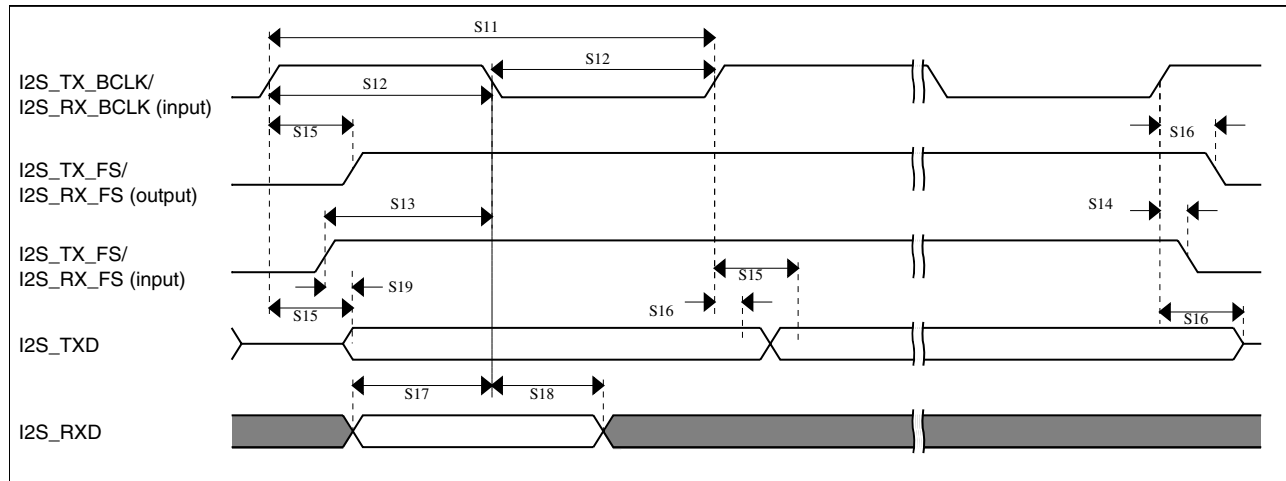 S11
S12
I2S_TX_BCLK/
I2S_RX_BCLK (input)
S12
S15
S16
I2S_TX_FS/
I2S_RX_FS (output)
S13
S14
I2S_TX_FS/
I2S_RX_FS (input)
S19
S15
S15
S16
S16
I2S_TXD
S17
S18
I2S_RXD